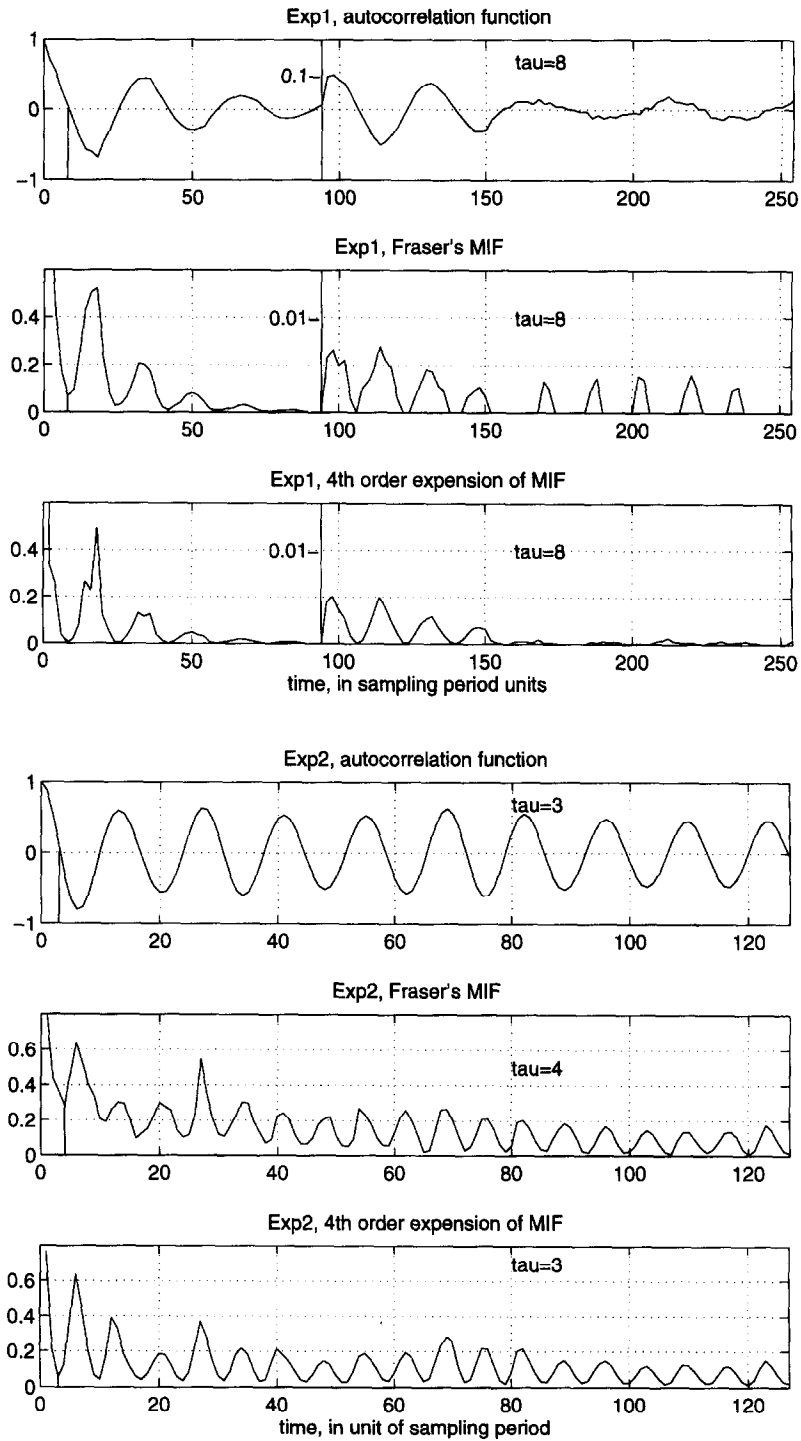 Exp1, autocorrelation function
1
0
−1
0.1
tau=8
0 50 100 150 200 250
Exp1, Fraser's MIF
0.4
0.2
0
0.01
tau=8
0 50 100 150 200 250
Exp1, 4th order expension of MIF
0.4
0.2
0
0.01
tau=8
0 50 100 150 200 250
time, in sampling period units
Exp2, autocorrelation function
1
0
−1
tau=3
0 20 40 60 80 100 120
Exp2, Fraser's MIF
0.6
0.4
0.2
0
tau=4
0 20 40 60 80 100 120
Exp2, 4th order expension of MIF
0.6
0.4
0.2
0
tau=3
0 20 40 60 80 100 120
time, in unit of sampling period